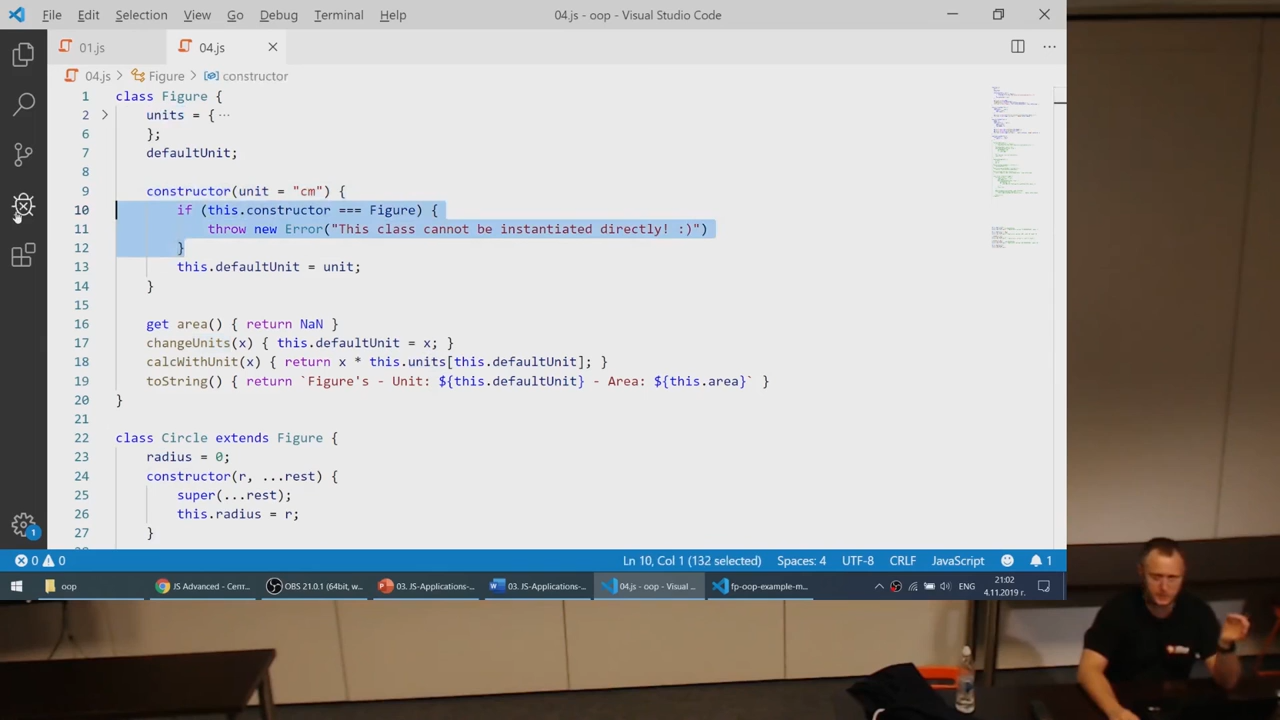 File Edit Selection View Go Debug Terminal Help 04.js - oop - Visual Studio Code
01.js 04.js
04.js > Figure > constructor
1 class Figure {
2 units = { ···
6 };
7 defaultUnit;
8
9 constructor(unit = "cm") {
10 if (this.constructor === Figure) {
11 throw new Error("This class cannot be instantiated directly! :)")
12 }
13 this.defaultUnit = unit;
14 }
15
16 get area() { return NaN }
17 changeUnits(x) { this.defaultUnit = x; }
18 calcWithUnit(x) { return x * this.units[this.defaultUnit]; }
19 toString() { return `Figure's - Unit: ${this.defaultUnit} - Area: ${this.area}` }
20 }
21
22 class Circle extends Figure {
23 radius = 0;
24 constructor(r, ...rest) {
25 super(...rest);
26 this.radius = r;
27 }
1
0 0 Ln 10, Col 1 (132 selected) Spaces: 4 UTF-8 CRLF JavaScript 1
oop JS Advanced - Cent... OBS 21.0.1 (64bit, w... 03. JS-Applications-... 03. JS-Applications-... 04.js - oop - Visual ... fp-oop-example-m... ЕНГ 21:02
4.11.2019 г.